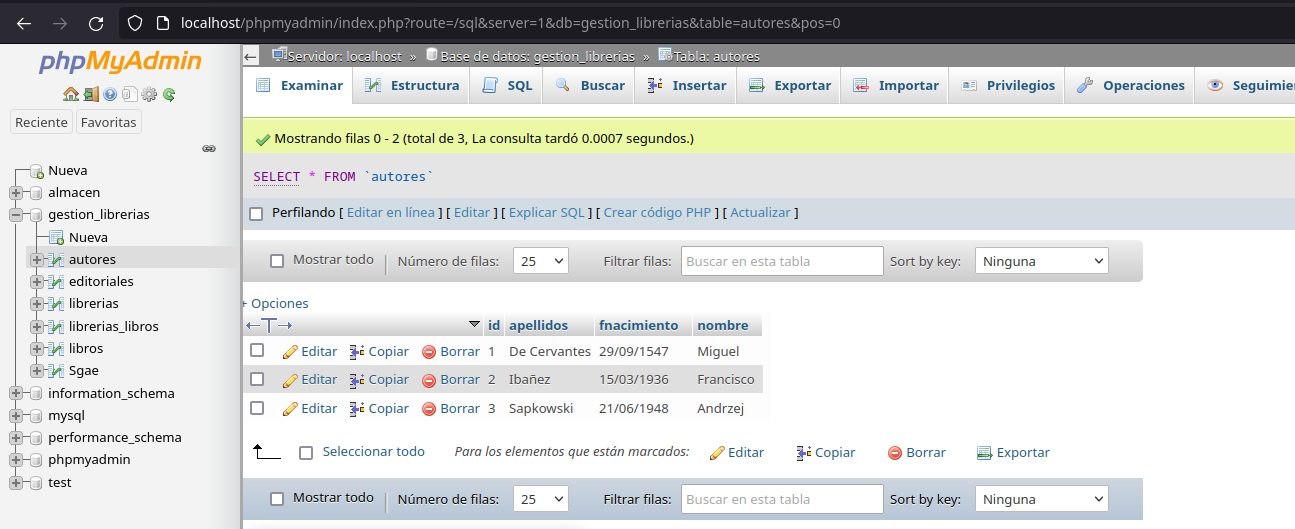 localhost/phpmyadmin/index.php?route=/sql&server=1&db=gestion_librerias&table=autores&pos=0
phpMyAdmin
Reciente Favoritas
Nueva
almacen
gestion_librerias
Nueva
autores
editoriales
librerias
librerias_libros
libros
Sgae
information_schema
mysql
performance_schema
phpmyadmin
test
Servidor: localhost » Base de datos: gestion_librerias » Tabla: autores
Examinar Estructura SQL Buscar Insertar Exportar Importar Privilegios Operaciones Seguimien
Mostrando filas 0 - 2 (total de 3, La consulta tardó 0.0007 segundos.)
SELECT * FROM `autores`
Perfilando [ Editar en línea ] [ Editar ] [ Explicar SQL ] [ Crear código PHP ] [ Actualizar ]
Mostrar todo | Número de filas: 25 Filtrar filas: Buscar en esta tabla Sort by key: Ninguna
+ Opciones
←T→ id apellidos fnacimiento nombre
Editar Copiar Borrar 1 De Cervantes 29/09/1547 Miguel
Editar Copiar Borrar 2 Ibañez 15/03/1936 Francisco
Editar Copiar Borrar 3 Sapkowski 21/06/1948 Andrzej
Seleccionar todo Para los elementos que están marcados: Editar Copiar Borrar Exportar
Mostrar todo | Número de filas: 25 Filtrar filas: Buscar en esta tabla Sort by key: Ninguna